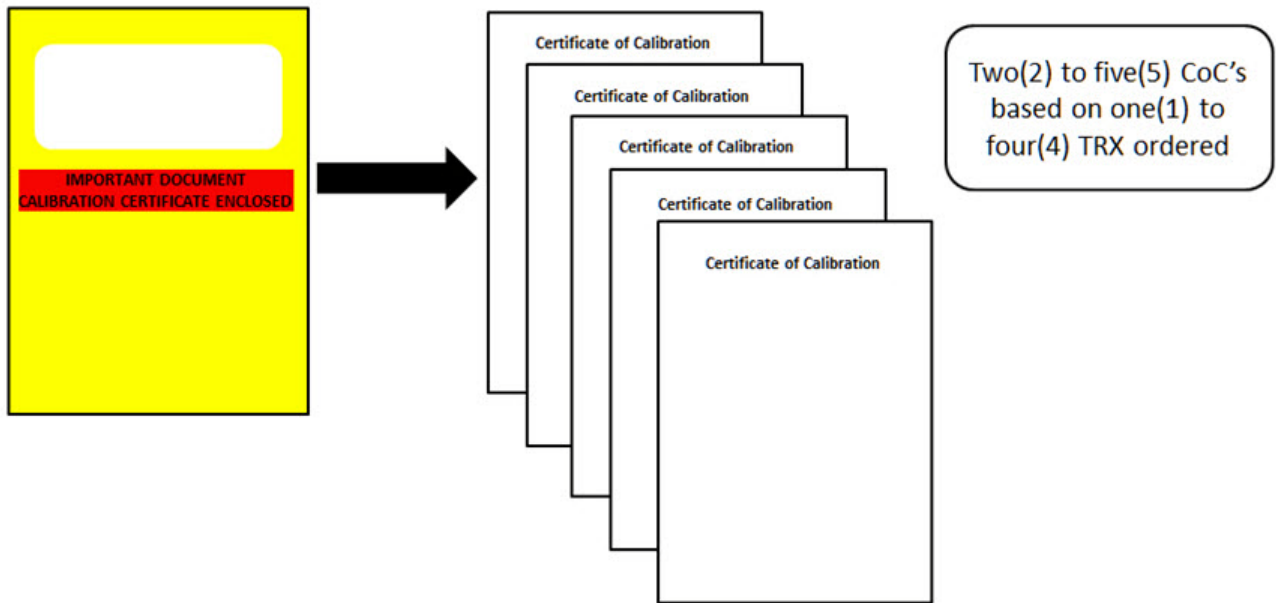 IMPORTANT DOCUMENT
CALIBRATION CERTIFICATE ENCLOSED
Certificate of Calibration
Certificate of Calibration
Certificate of Calibration
Certificate of Calibration
Certificate of Calibration
Two(2) to five(5) CoC's
based on one(1) to
four(4) TRX ordered